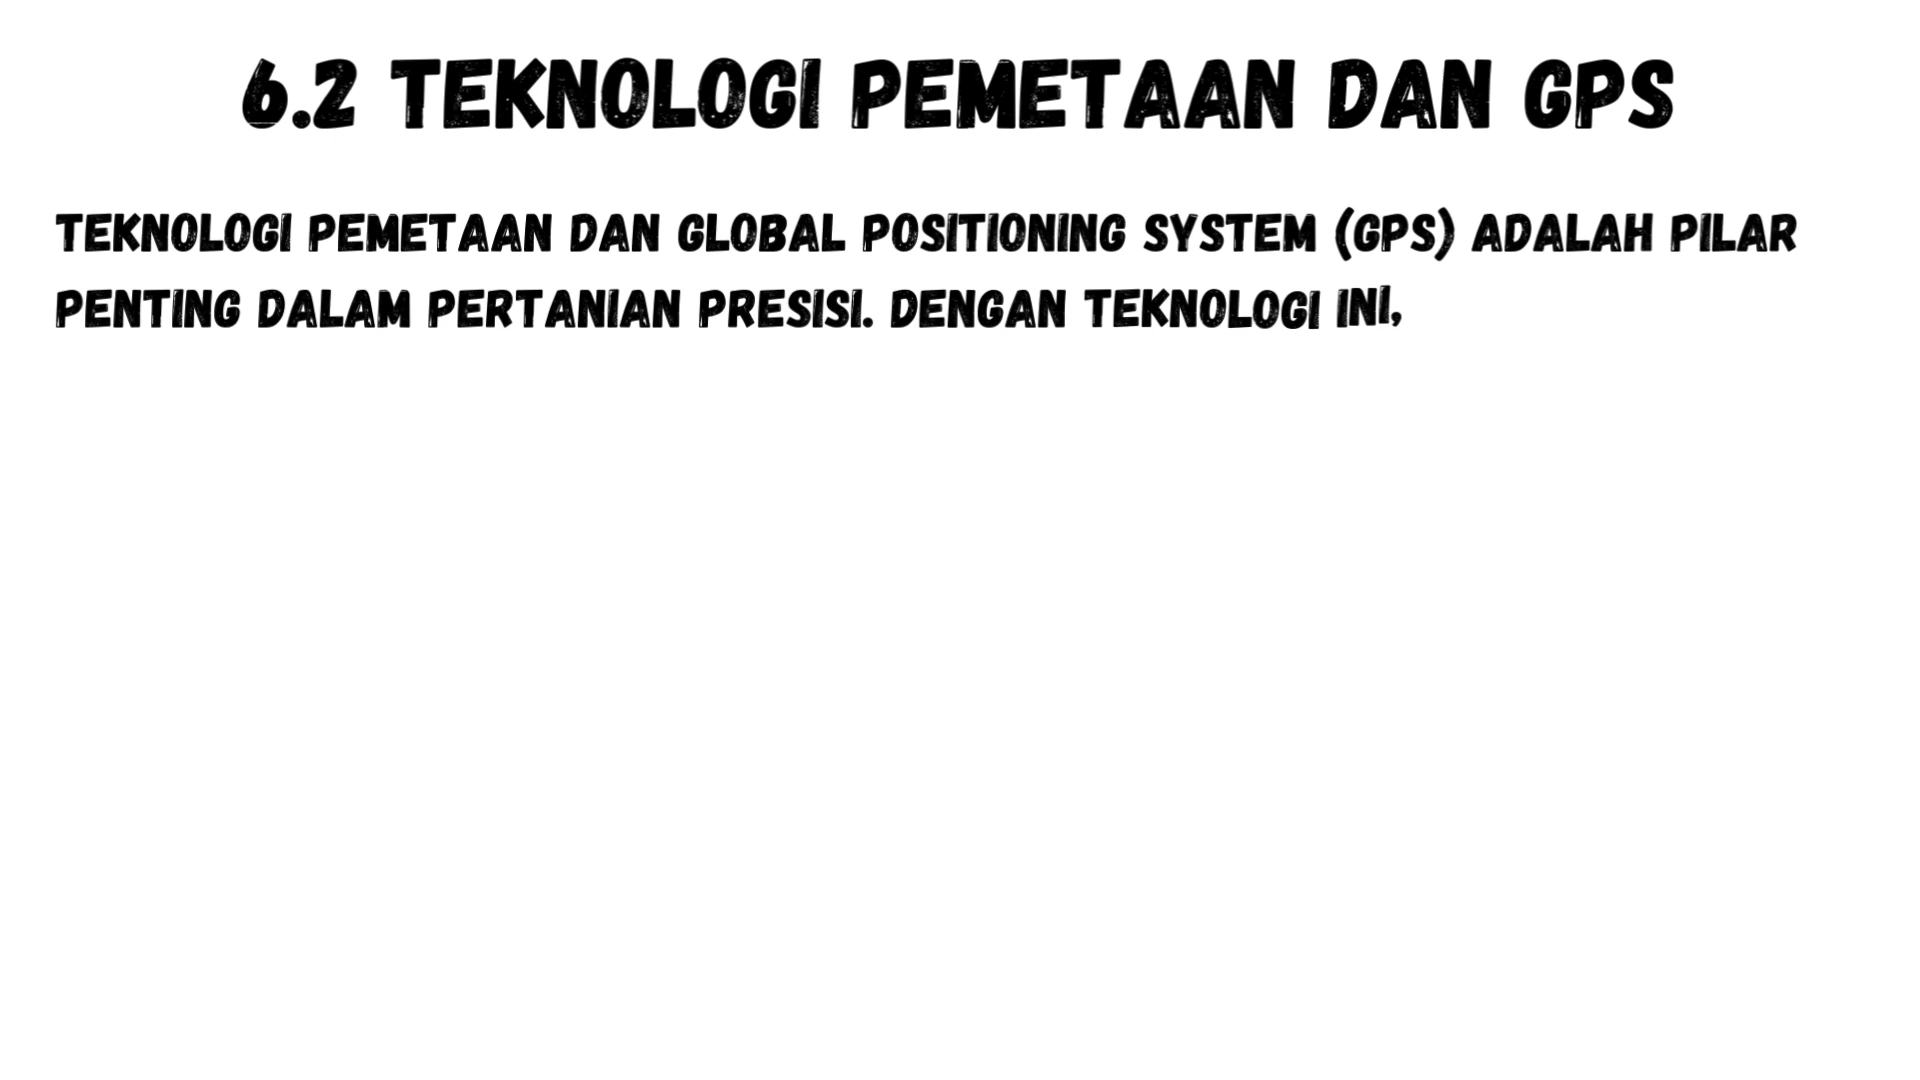 6.2 TEKNOLOGI PEMETAAN DAN GPS
TEKNOLOGI PEMETAAN DAN GLOBAL POSITIONING SYSTEM (GPS) ADALAH PILAR
PENTING DALAM PERTANIAN PRESISI. DENGAN TEKNOLOGI INI,